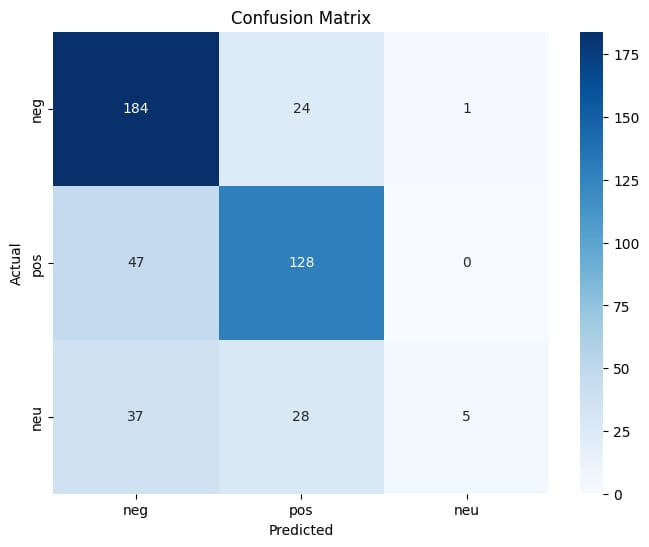 Confusion Matrix
Actual
neg
184 24 1
pos
47 128 0
neu
37 28 5
neg pos neu
Predicted
175
150
125
100
75
50
25
0